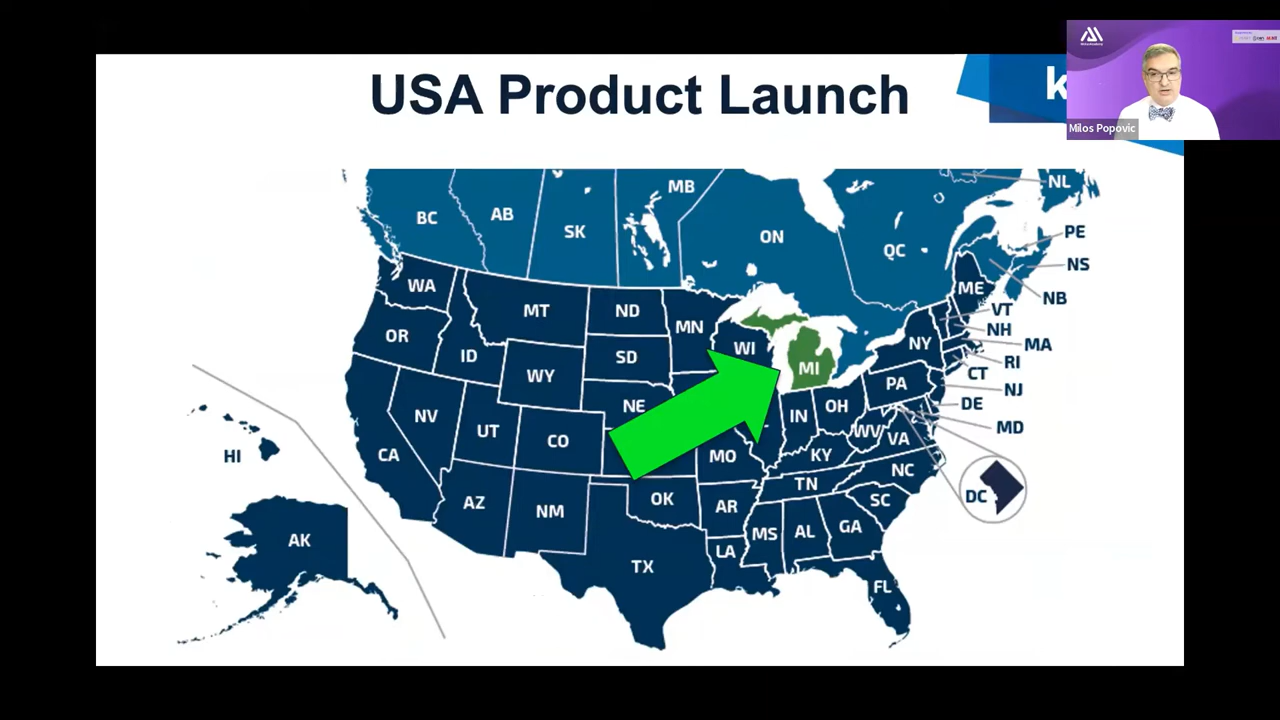 USA Product Launch
k
Milos Popovic
BC
AB
SK
MB
ON
QC
NL
PE
NS
NB
WA
OR
ID
MT
ND
MN
SD
WY
WI
MI
NE
NV
UT
CO
CA
AZ
NM
OK
TX
MO
AR
LA
MS
AL
GA
FL
SC
NC
TN
KY
IN
OH
WV
VA
PA
NY
ME
VT
NH
MA
RI
CT
NJ
DE
MD
DC
HI
AK